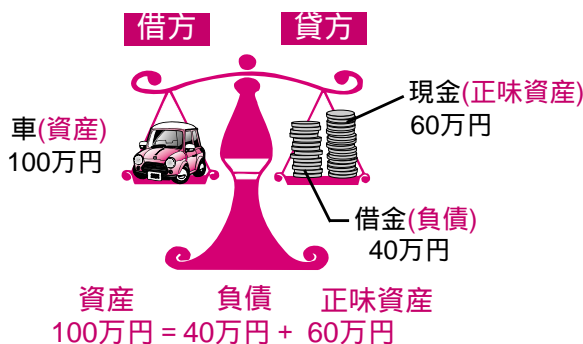 借方
貸方
車(資産)
100万円
現金(正味資産)
60万円
借金(負債)
40万円
資産 負債 正味資産
100万円 = 40万円 + 60万円